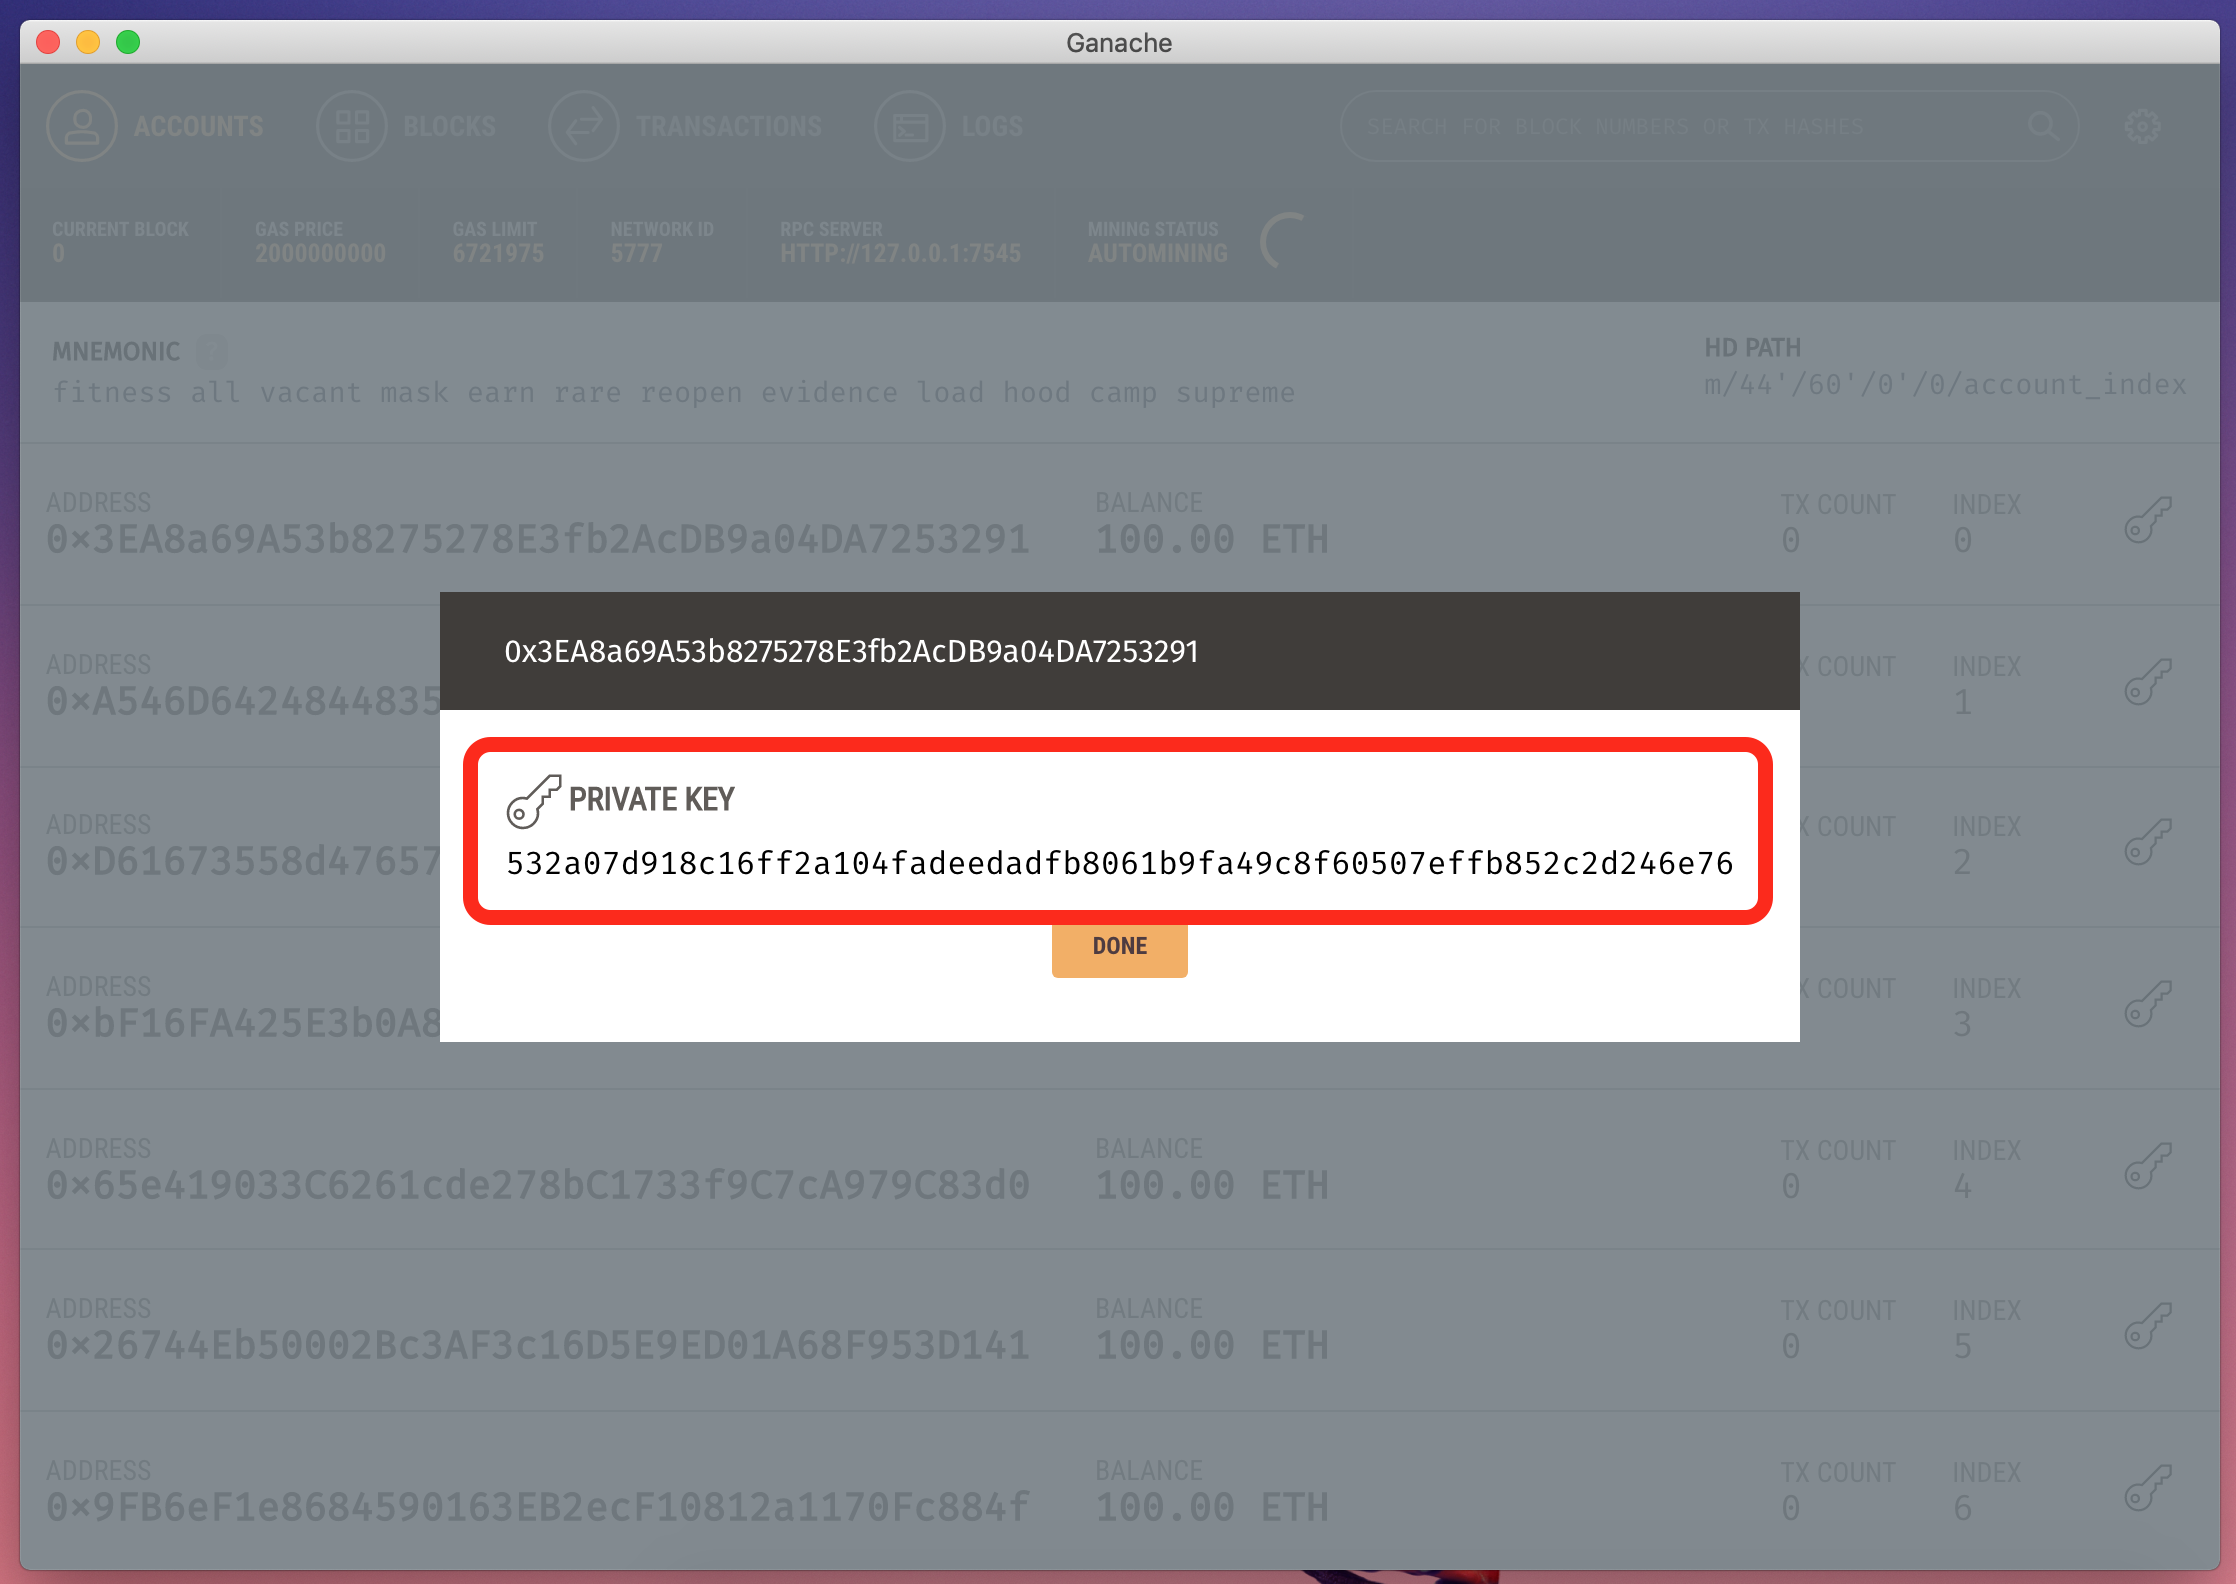 Ganache
ACCOUNTS BLOCKS TRANSACTIONS LOGS SEARCH FOR BLOCK NUMBERS OR TX HASHES
CURRENT BLOCK GAS PRICE GAS LIMIT NETWORK ID RPC SERVER MINING STATUS
0 2000000000 6721975 5777 HTTP://127.0.0.1:7545 AUTOMINING
MNEMONIC ? HD PATH
fitness all vacant mask earn rare reopen evidence load hood camp supreme m/44'/60'/0'/0/account_index
ADDRESS BALANCE TX COUNT INDEX
0x3EA8a69A53b8275278E3fb2AcDB9a04DA7253291 100.00 ETH 0 0
0x3EA8a69A53b8275278E3fb2AcDB9a04DA7253291
PRIVATE KEY
532a07d918c16ff2a104fadeedadfb8061b9fa49c8f60507effb852c2d246e76
DONE
ADDRESS X COUNT INDEX
0xA546D6424844835 1
ADDRESS X COUNT INDEX
0xD61673558d47657 2
ADDRESS X COUNT INDEX
0xbF16FA425E3b0A8 3
ADDRESS BALANCE TX COUNT INDEX
0x65e419033C6261cde278bC1733f9C7cA979C83d0 100.00 ETH 0 4
ADDRESS BALANCE TX COUNT INDEX
0x26744Eb50002Bc3AF3c16D5E9ED01A68F953D141 100.00 ETH 0 5
ADDRESS BALANCE TX COUNT INDEX
0x9FB6eF1e8684590163EB2ecF10812a1170Fc884f 100.00 ETH 0 6